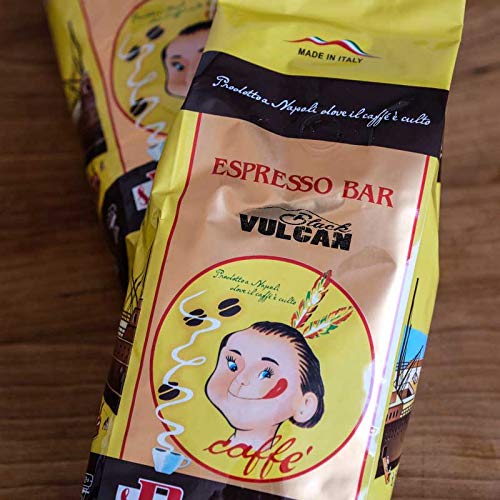 MADE IN ITALY
Prodotto a Napoli dove il caffè è culto
ESPRESSO BAR
Black
VULCAN
Prodotto a Napoli
dove il caffè è culto
caffè